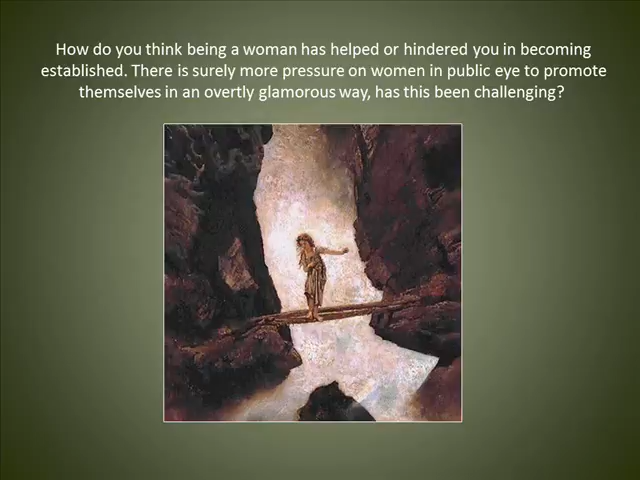 How do you think being a woman has helped or hindered you in becoming
established. There is surely more pressure on women in public eye to promote
themselves in an overtly glamorous way, has this been challenging?